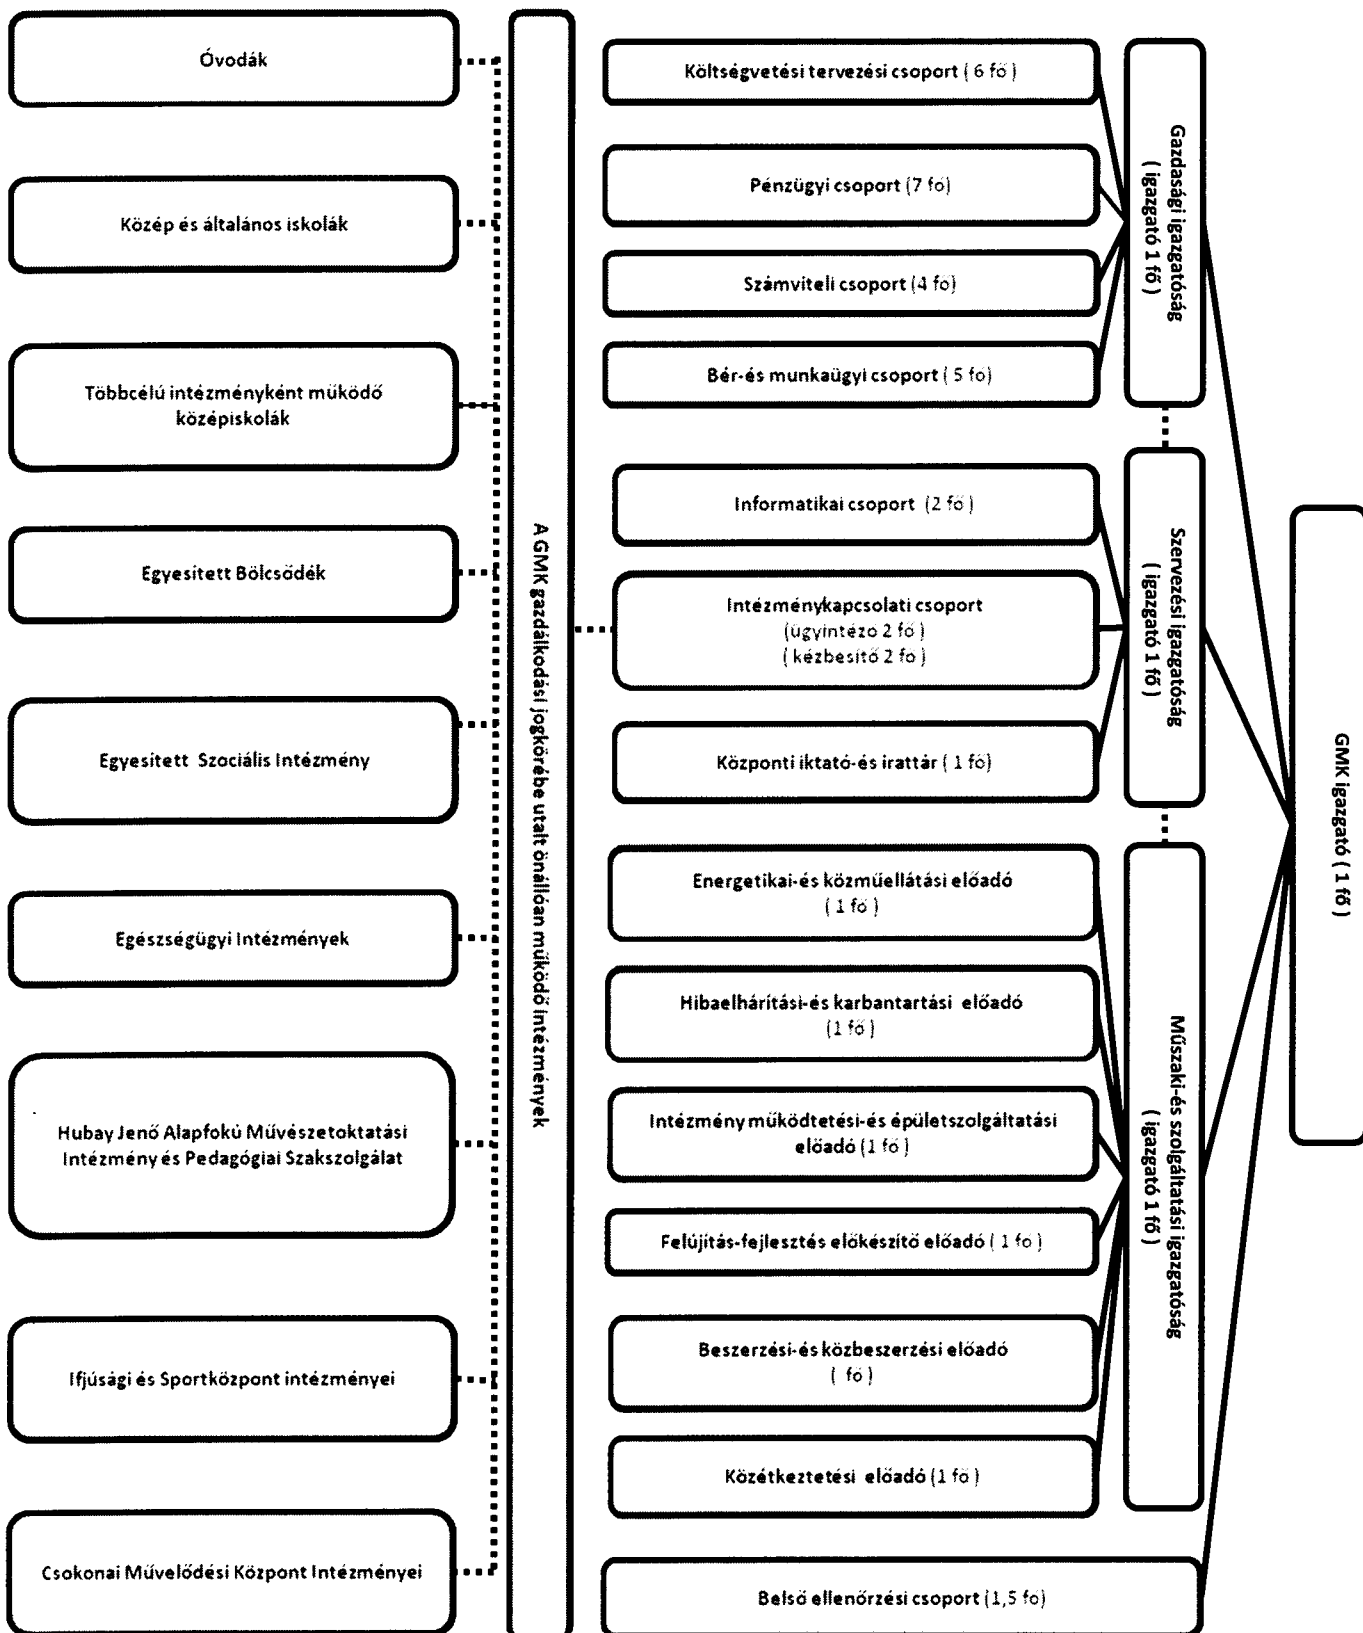 Óvodák
Közép és általános iskolák
Többcélú intézményként működő
középiskolák
Egyesített Bölcsődék
Egyesített Szociális Intézmény
Egészségügyi Intézmények
Hubay Jenő Alapfokú Művészetoktatási
Intézmény és Pedagógiai Szakszolgálat
Ifjúsági és Sportközpont intézményei
Csokonai Művelődési Központ Intézményei
A GMK gazdálkodási jogkörébe utalt önállóan működő intézmények
Költségvetési tervezési csoport ( 6 fő )
Pénzügyi csoport (7 fő)
Számviteli csoport (4 fő)
Bér-és munkaügyi csoport ( 5 fő)
Informatikai csoport (2 fő )
Intézménykapcsolati csoport
(ügyintéző 2 fő )
( kézbesítő 2 fő )
Központi iktató-és irattár ( 1 fő)
Energetikai-és közműellátási előadó
( 1 fő )
Hibaelhárítási-és karbantartási előadó
(1 fő )
Intézmény működtetési-és épületszolgáltatási
előadó (1 fő )
Felújítás-fejlesztés előkészítő előadó ( 1 fő )
Beszerzési-és közbeszerzési előadó
( fő )
Közétkeztetési előadó (1 fő )
Belső ellenőrzési csoport (1,5 fő)
Gazdasági igazgatóság
( igazgató 1 fő )
Szervezési igazgatóság
( igazgató 1 fő )
Műszaki-és szolgáltatási igazgatóság
( igazgató 1 fő )
GMK igazgató ( 1 fő )